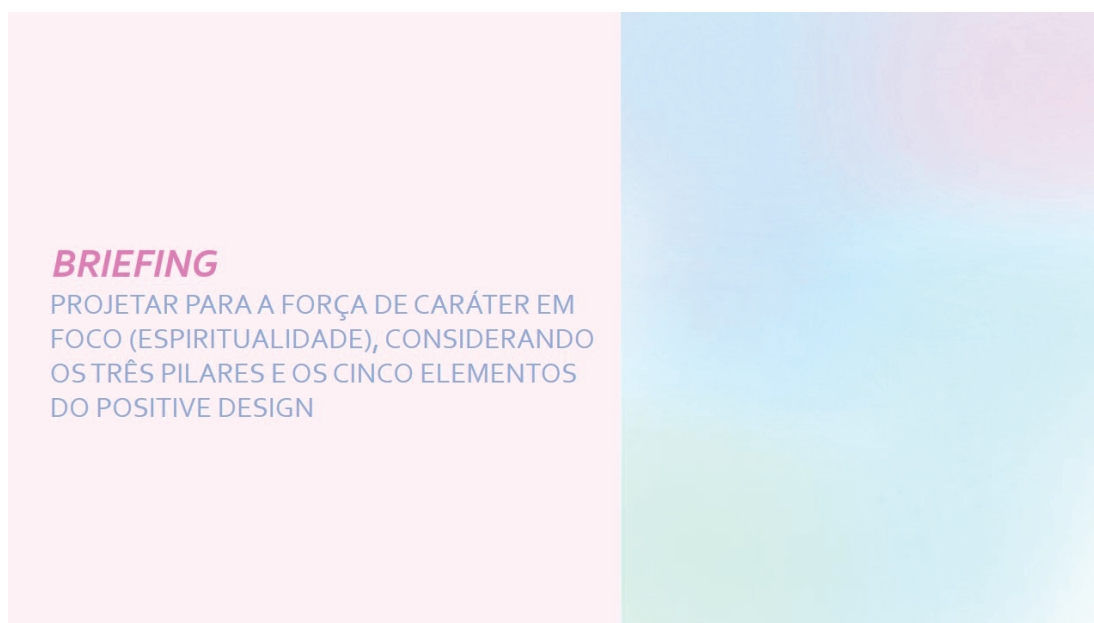 BRIEFING
PROJETAR PARA A FORÇA DE CARÁTER EM
FOCO (ESPIRITUALIDADE), CONSIDERANDO
OS TRÊS PILARES E OS CINCO ELEMENTOS
DO POSITIVE DESIGN